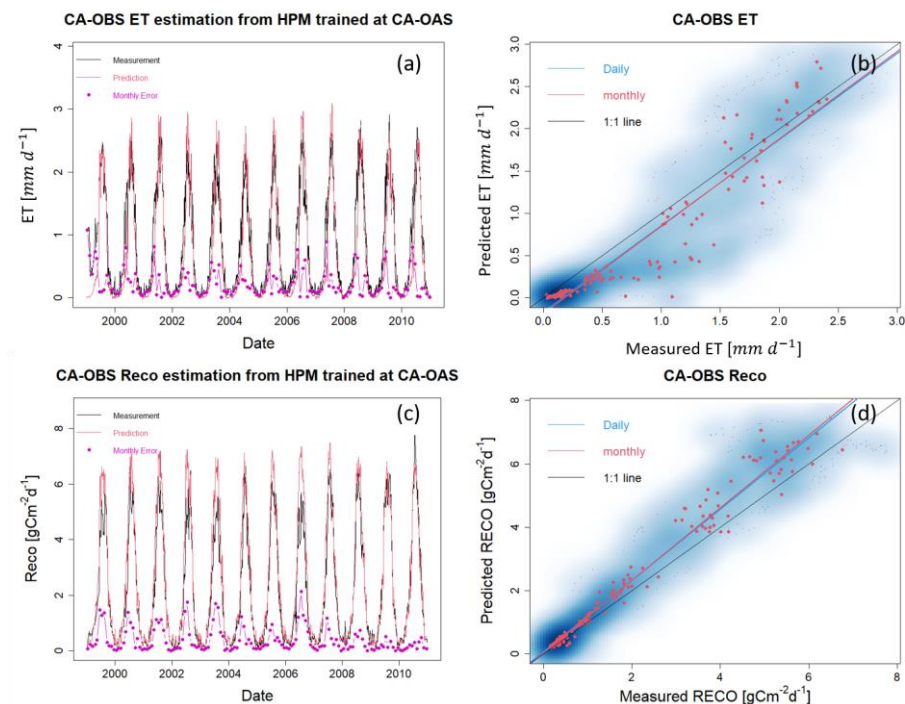 CA-OBS ET estimation from HPM trained at CA-OAS
(a)
Measurement
Prediction
Monthly Error
ET [mm d⁻¹]
4
3
2
1
0
2000 2002 2004 2006 2008 2010
Date
CA-OBS ET
(b)
Daily
monthly
1:1 line
Predicted ET [mm d⁻¹]
3.0
2.5
2.0
1.5
1.0
0.5
0.0
0.0 0.5 1.0 1.5 2.0 2.5 3.0
Measured ET [mm d⁻¹]
CA-OBS Reco estimation from HPM trained at CA-OAS
(c)
Measurement
Prediction
Monthly Error
Reco [gCm⁻²d⁻¹]
8
6
4
2
0
2000 2002 2004 2006 2008 2010
Date
CA-OBS Reco
(d)
Daily
monthly
1:1 line
Predicted RECO [gCm⁻²d⁻¹]
8
6
4
2
0
0 2 4 6 8
Measured RECO [gCm⁻²d⁻¹]